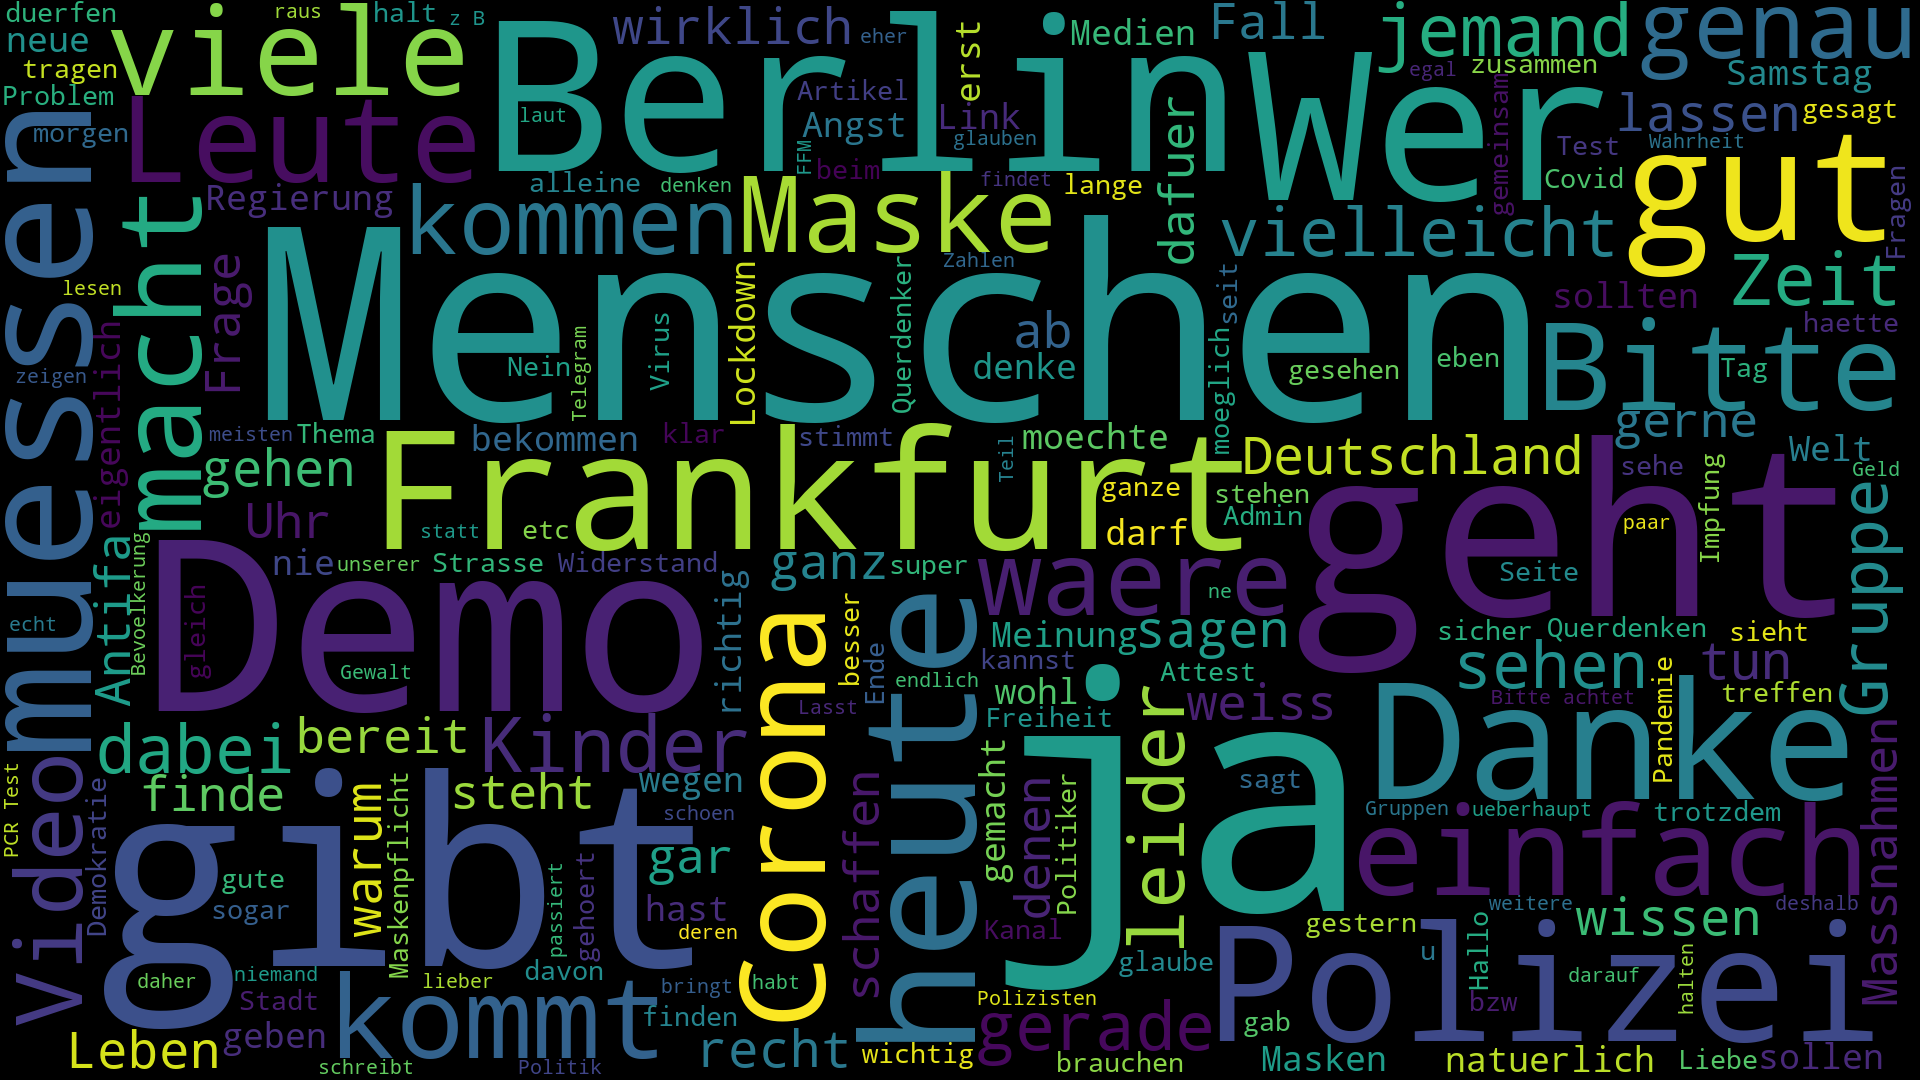 duerfen
raus
halt
z B
viele
Berlin
wirklich
eher
erst
Medien
Fall
jemand
genau
neue
tragen
Problem
morgen
Leute
laut
Artikel
Angst
Link
glauben
FFM
beim
dafuer
Wer
egal
zusammen
Samstag
lassen
gesagt
gemeinsam
Test
Wahrheit
Covid
gut
Fragen
muessen
macht
Regierung
alleine
denken
kommen
Maske
findet
lange
vielleicht
Zeit
lesen
Frage
Menschen
Zahlen
Lockdown
Querdenker
ab
seit
sollten
haette
zeigen
eigentlich
Nein
Telegram
Virus
denke
moeglich
gesehen
eben
Bitte
Tag
meisten
Thema
gehen
bekommen
klar
stimmt
Teil
moechte
Deutschland
gerne
Welt
Frankfurt
ganze
stehen
sehe
Impfung
Geld
Uhr
statt
etc
darf
Admin
geht
paar
Gruppe
Antifa
Bevoelkerung
nie
unserer
Strasse
Widerstand
ganz
super
waere
Seite
echt
gleich
Demo
Gewalt
richtig
Corona
besser
heute
ne
Meinung
sagen
sicher
Querdenken
sieht
kannst
Ende
endlich
wohl
Attest
sehen
tun
weiss
Bitte achtet
Pandemie
treffen
dabei
bereit
Kinder
Lasst
Freiheit
ja
leider
Danke
Massnahmen
Video
PCR Test
Demokratie
finde
warum
Maskenpflicht
steht
wegen
schoen
schaffen
gemacht
denen
Politiker
sagt
Gruppen
ueberhaupt
trotzdem
einfach
gibt
gute
sogar
passiert
gehoert
gar
hast
deren
Kanal
gestern
weitere
wissen
deshalb
daher
niemand
Stadt
lieber
davon
bringt
habt
glaube
Polizei
u
Hallo
bzw
darauf
halten
Leben
geben
kommt
finden
Polizisten
gerade
gab
schreibt
Politik
recht
wichtig
brauchen
Masken
natuerlich
Liebe
sollen